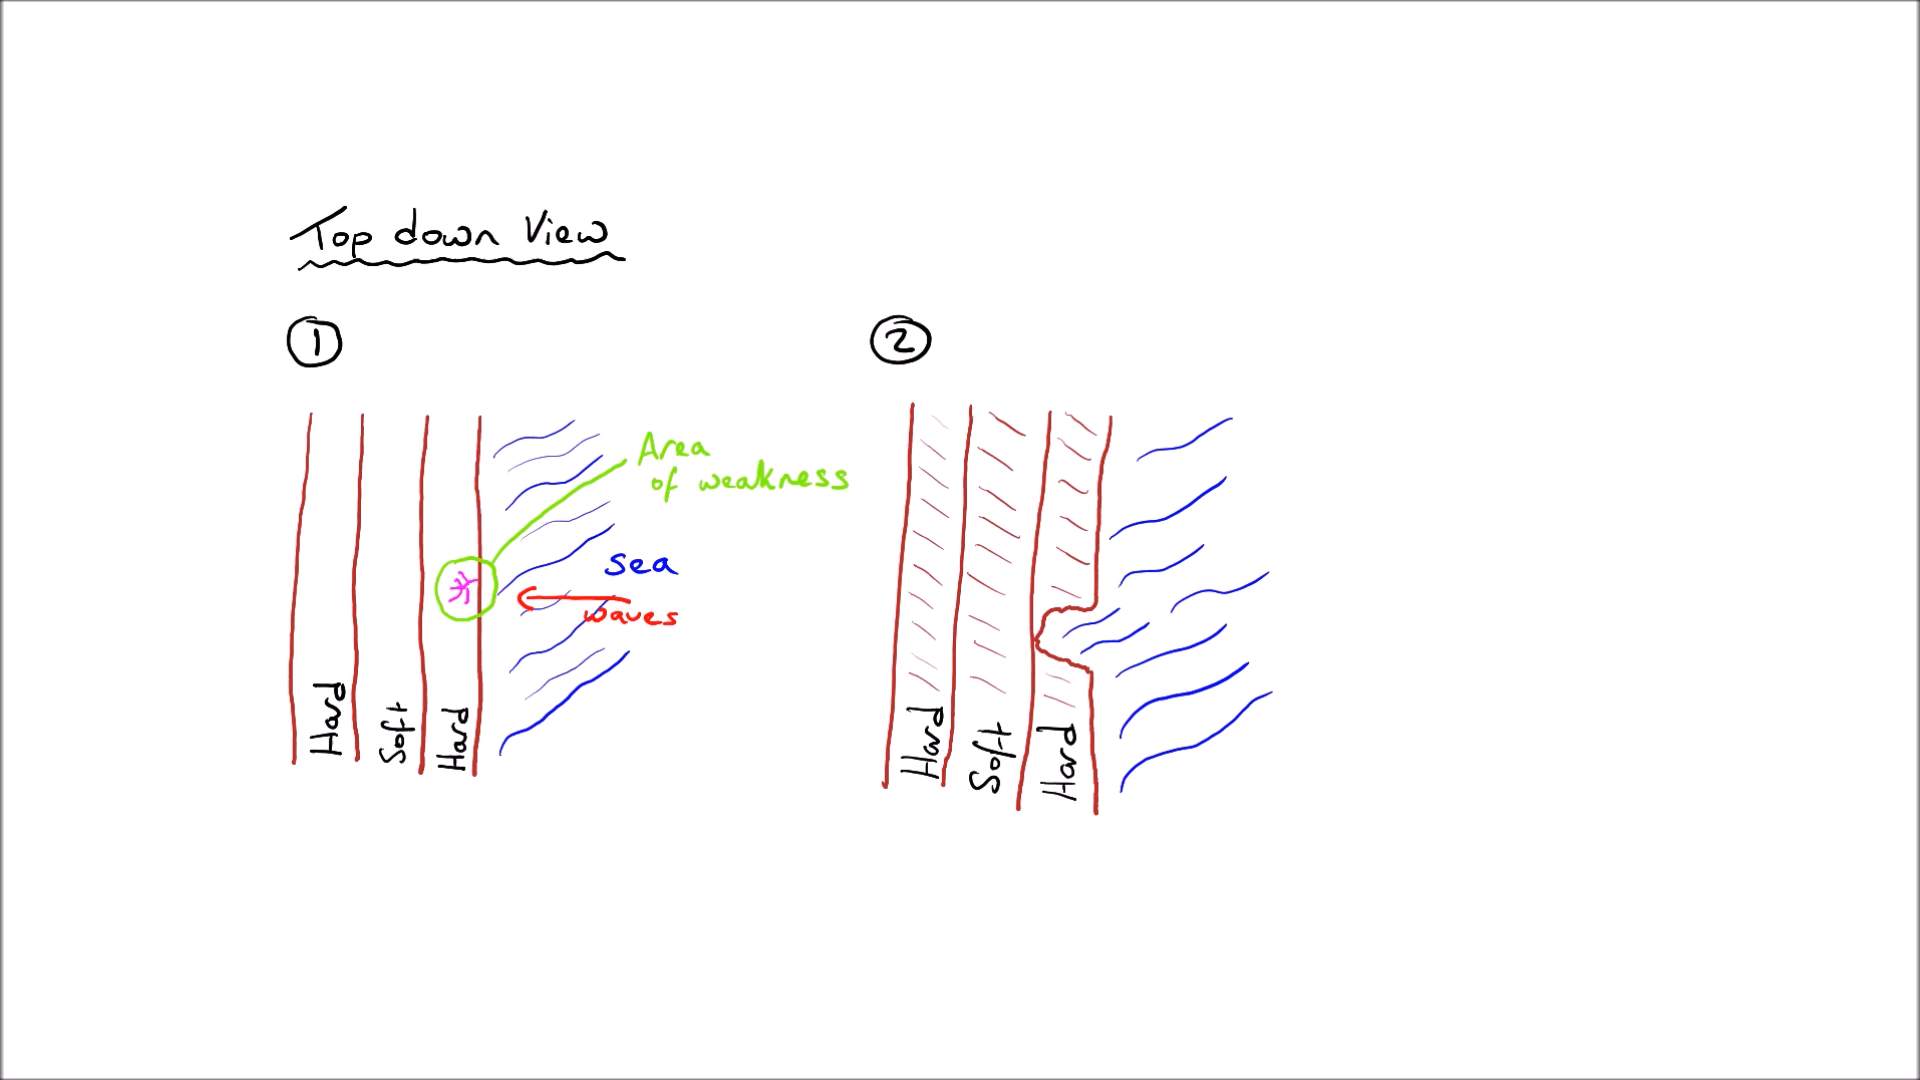 Top down View
1
2
Area
of weakness
sea
waves
Hard
Soft
Hard
Hard
Soft
Hard